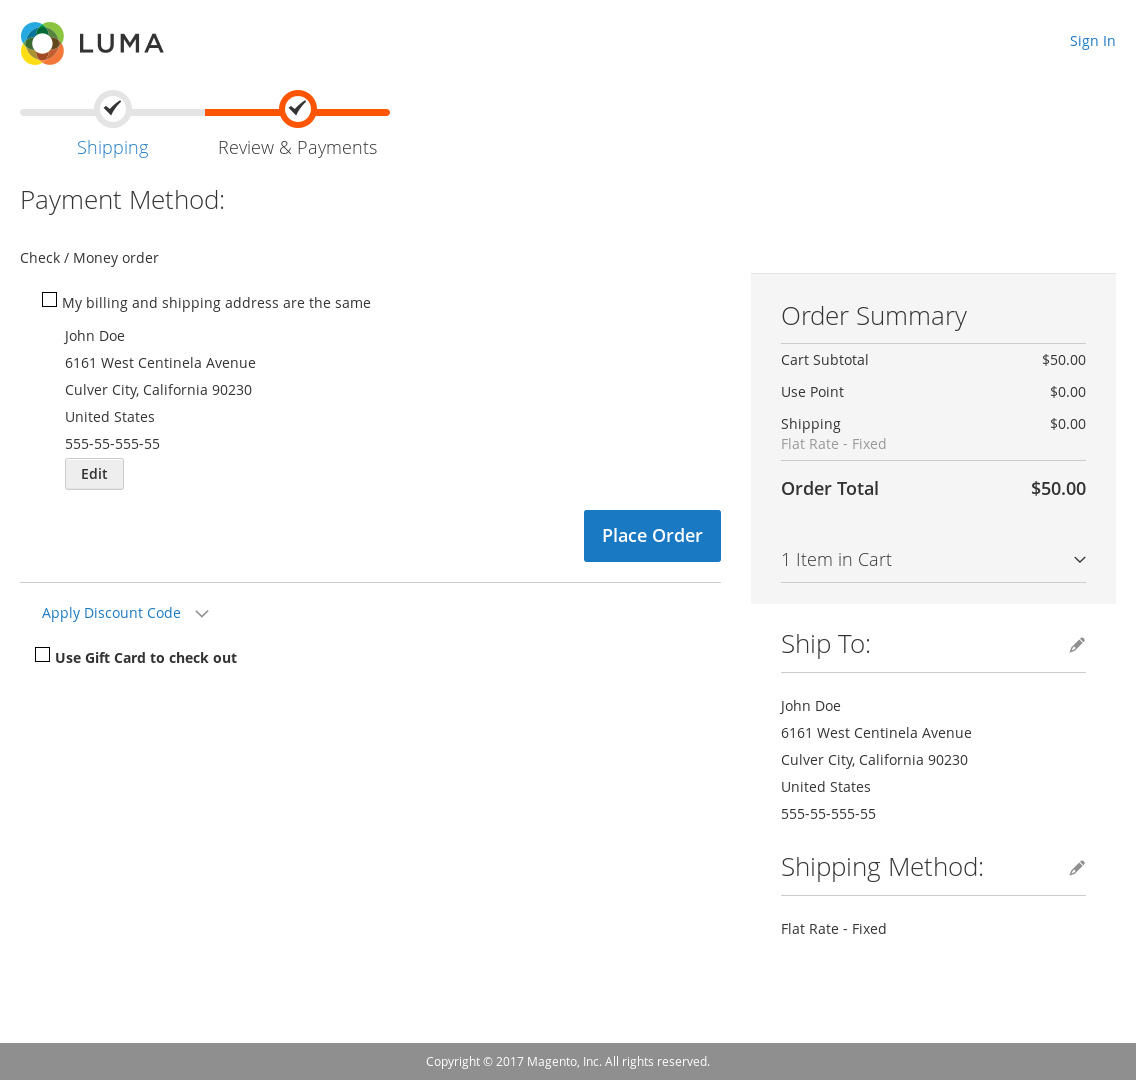 LUMA
Sign In
Shipping
Review & Payments
Payment Method:
Check / Money order
My billing and shipping address are the same
John Doe
6161 West Centinela Avenue
Culver City, California 90230
United States
555-55-555-55
Edit
Place Order
Apply Discount Code
Use Gift Card to check out
Order Summary
Cart Subtotal $50.00
Use Point $0.00
Shipping $0.00
Flat Rate - Fixed
Order Total $50.00
1 Item in Cart
Ship To:
John Doe
6161 West Centinela Avenue
Culver City, California 90230
United States
555-55-555-55
Shipping Method:
Flat Rate - Fixed
Copyright © 2017 Magento, Inc. All rights reserved.